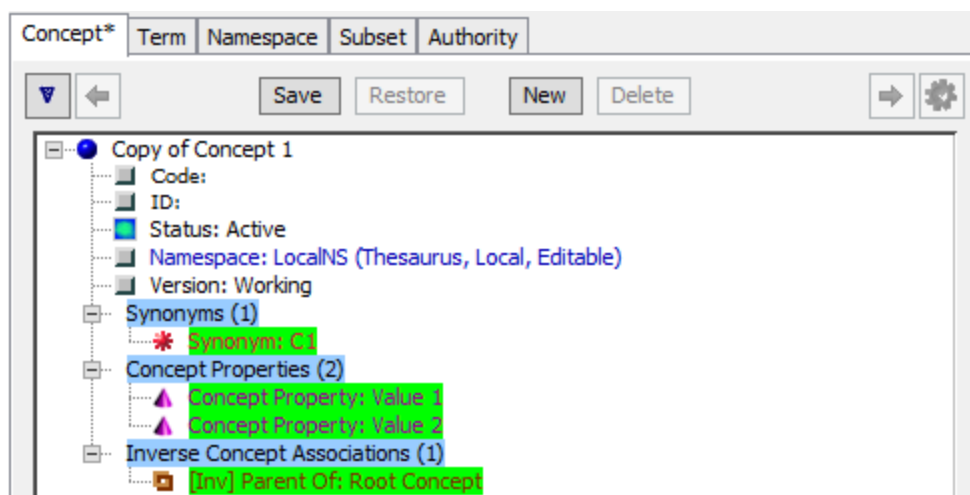 Concept* Term Namespace Subset Authority
Save Restore New Delete
Copy of Concept 1
Code:
ID:
Status: Active
Namespace: LocalNS (Thesaurus, Local, Editable)
Version: Working
Synonyms (1)
Synonym: C1
Concept Properties (2)
Concept Property: Value 1
Concept Property: Value 2
Inverse Concept Associations (1)
[Inv] Parent Of: Root Concept